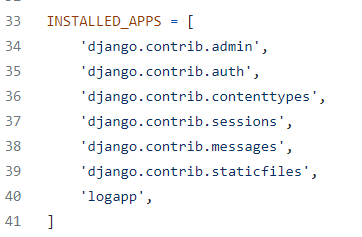 33 INSTALLED_APPS = [
34     'django.contrib.admin',
35     'django.contrib.auth',
36     'django.contrib.contenttypes',
37     'django.contrib.sessions',
38     'django.contrib.messages',
39     'django.contrib.staticfiles',
40     'logapp',
41 ]